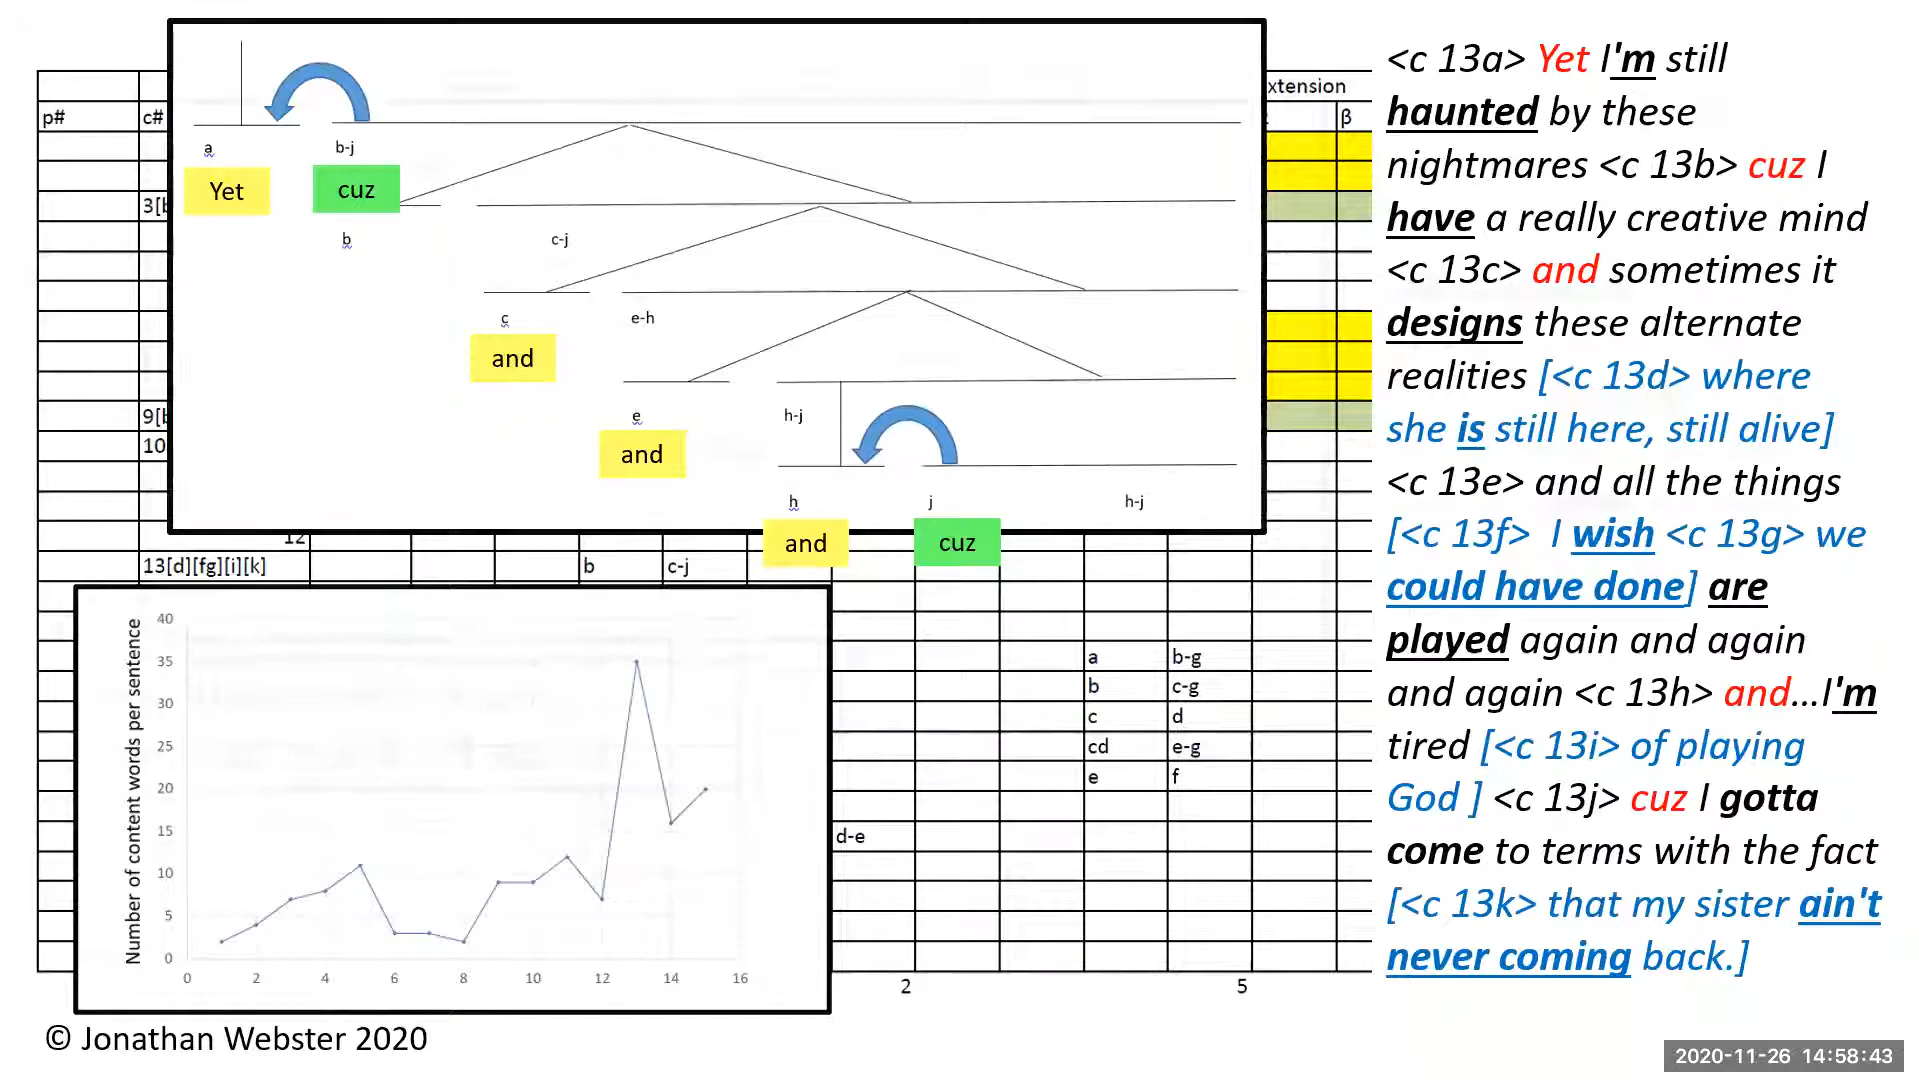 xtension
p#
c#
β
3[b
9[b
10
12
13[d][fg][i][k]
b
c-j
a
b-g
b
c-g
c
d
cd
e-g
e
f
d-e
2
5
a
b-j
Yet
cuz
b
c-j
c
e-h
and
e
h-j
and
h
j
h-j
and
cuz
Number of content words per sentence
40
35
30
25
20
15
10
5
0
0 2 4 6 8 10 12 14 16
<c 13a> Yet I'm still
haunted by these
nightmares <c 13b> cuz I
have a really creative mind
<c 13c> and sometimes it
designs these alternate
realities [<c 13d> where
she is still here, still alive]
<c 13e> and all the things
[<c 13f> I wish <c 13g> we
could have done] are
played again and again
and again <c 13h> and...I'm
tired [<c 13i> of playing
God ] <c 13j> cuz I gotta
come to terms with the fact
[<c 13k> that my sister ain't
never coming back.]
© Jonathan Webster 2020
2020-11-26 14:58:43